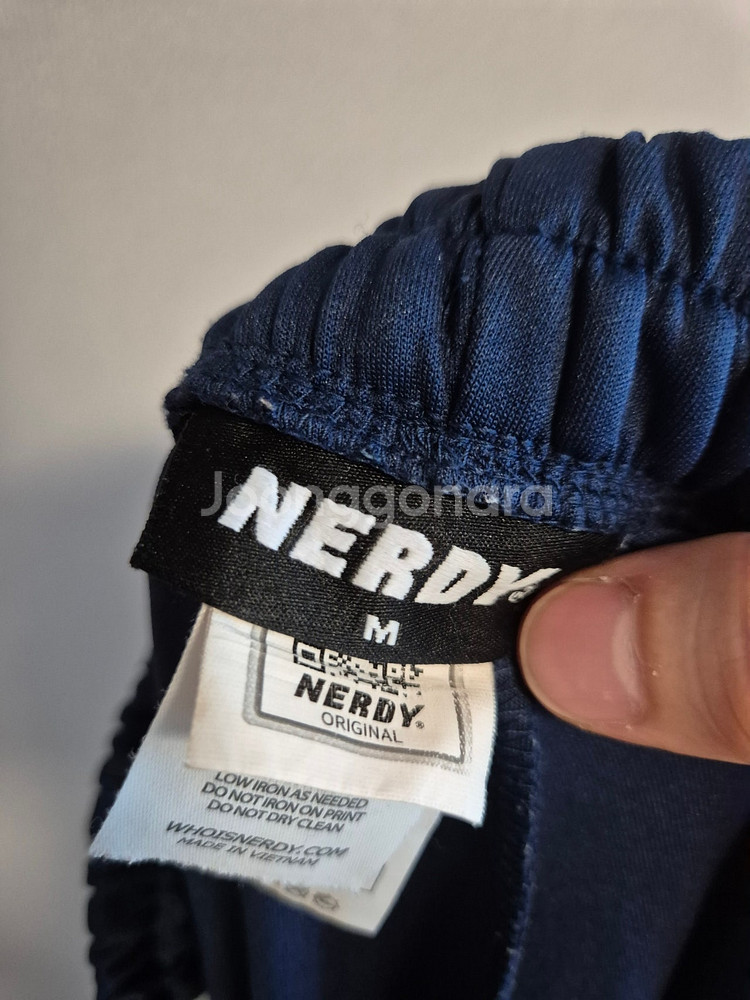 Joonggonara
NERDY®
M
NERDY®
ORIGINAL
LOW IRON AS NEEDED
DO NOT IRON ON PRINT
DO NOT DRY CLEAN
WHOISNERDY.COM
MADE IN VIETNAM